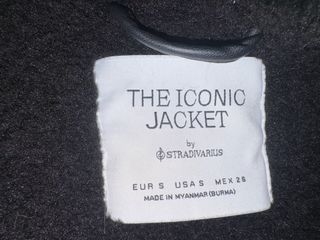 THE ICONIC
JACKET
by
STRADIVARIUS
EUR S USA S MEX 26
MADE IN MYANMAR (BURMA)